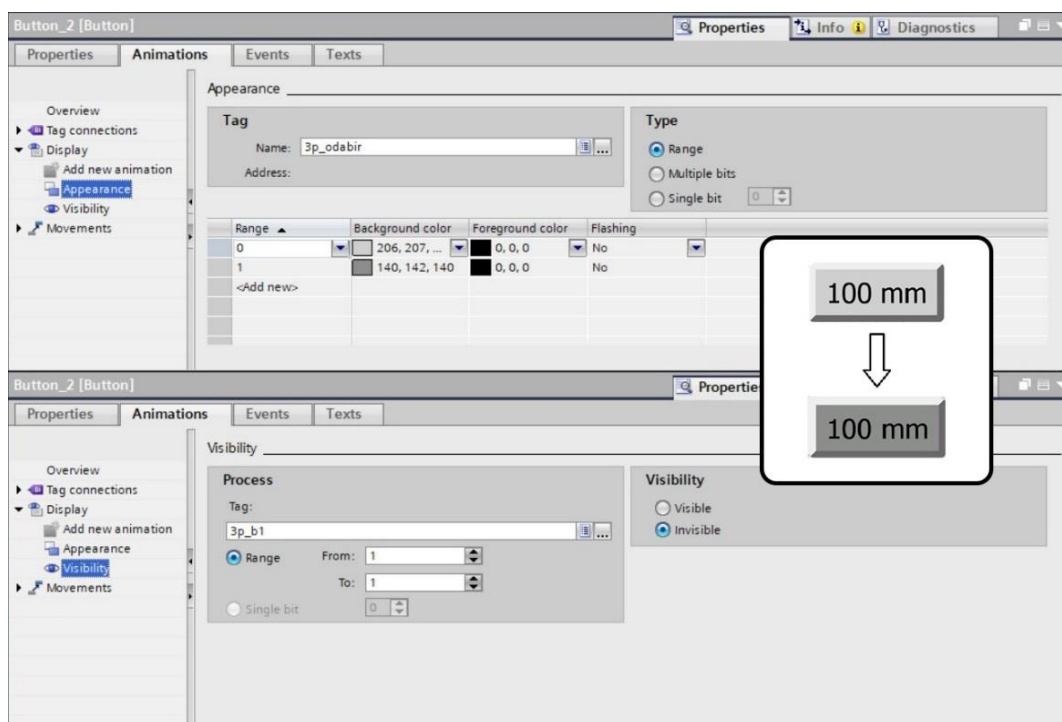 Button_2 [Button]
Properties Info Diagnostics
Properties Animations Events Texts
Appearance
Overview
Tag connections
Display
Add new animation
Appearance
Visibility
Movements
Tag
Name: 3p_odabir
Address:
Type
Range
Multiple bits
Single bit 0
Range Background color Foreground color Flashing
0 206, 207, ... 0, 0, 0 No
1 140, 142, 140 0, 0, 0 No
<Add new>
100 mm
100 mm
Button_2 [Button]
Propertie
Properties Animations Events Texts
Visibility
Overview
Tag connections
Display
Add new animation
Appearance
Visibility
Movements
Process
Tag:
3p_b1
Range From: 1
To: 1
Single bit 0
Visibility
Visible
Invisible